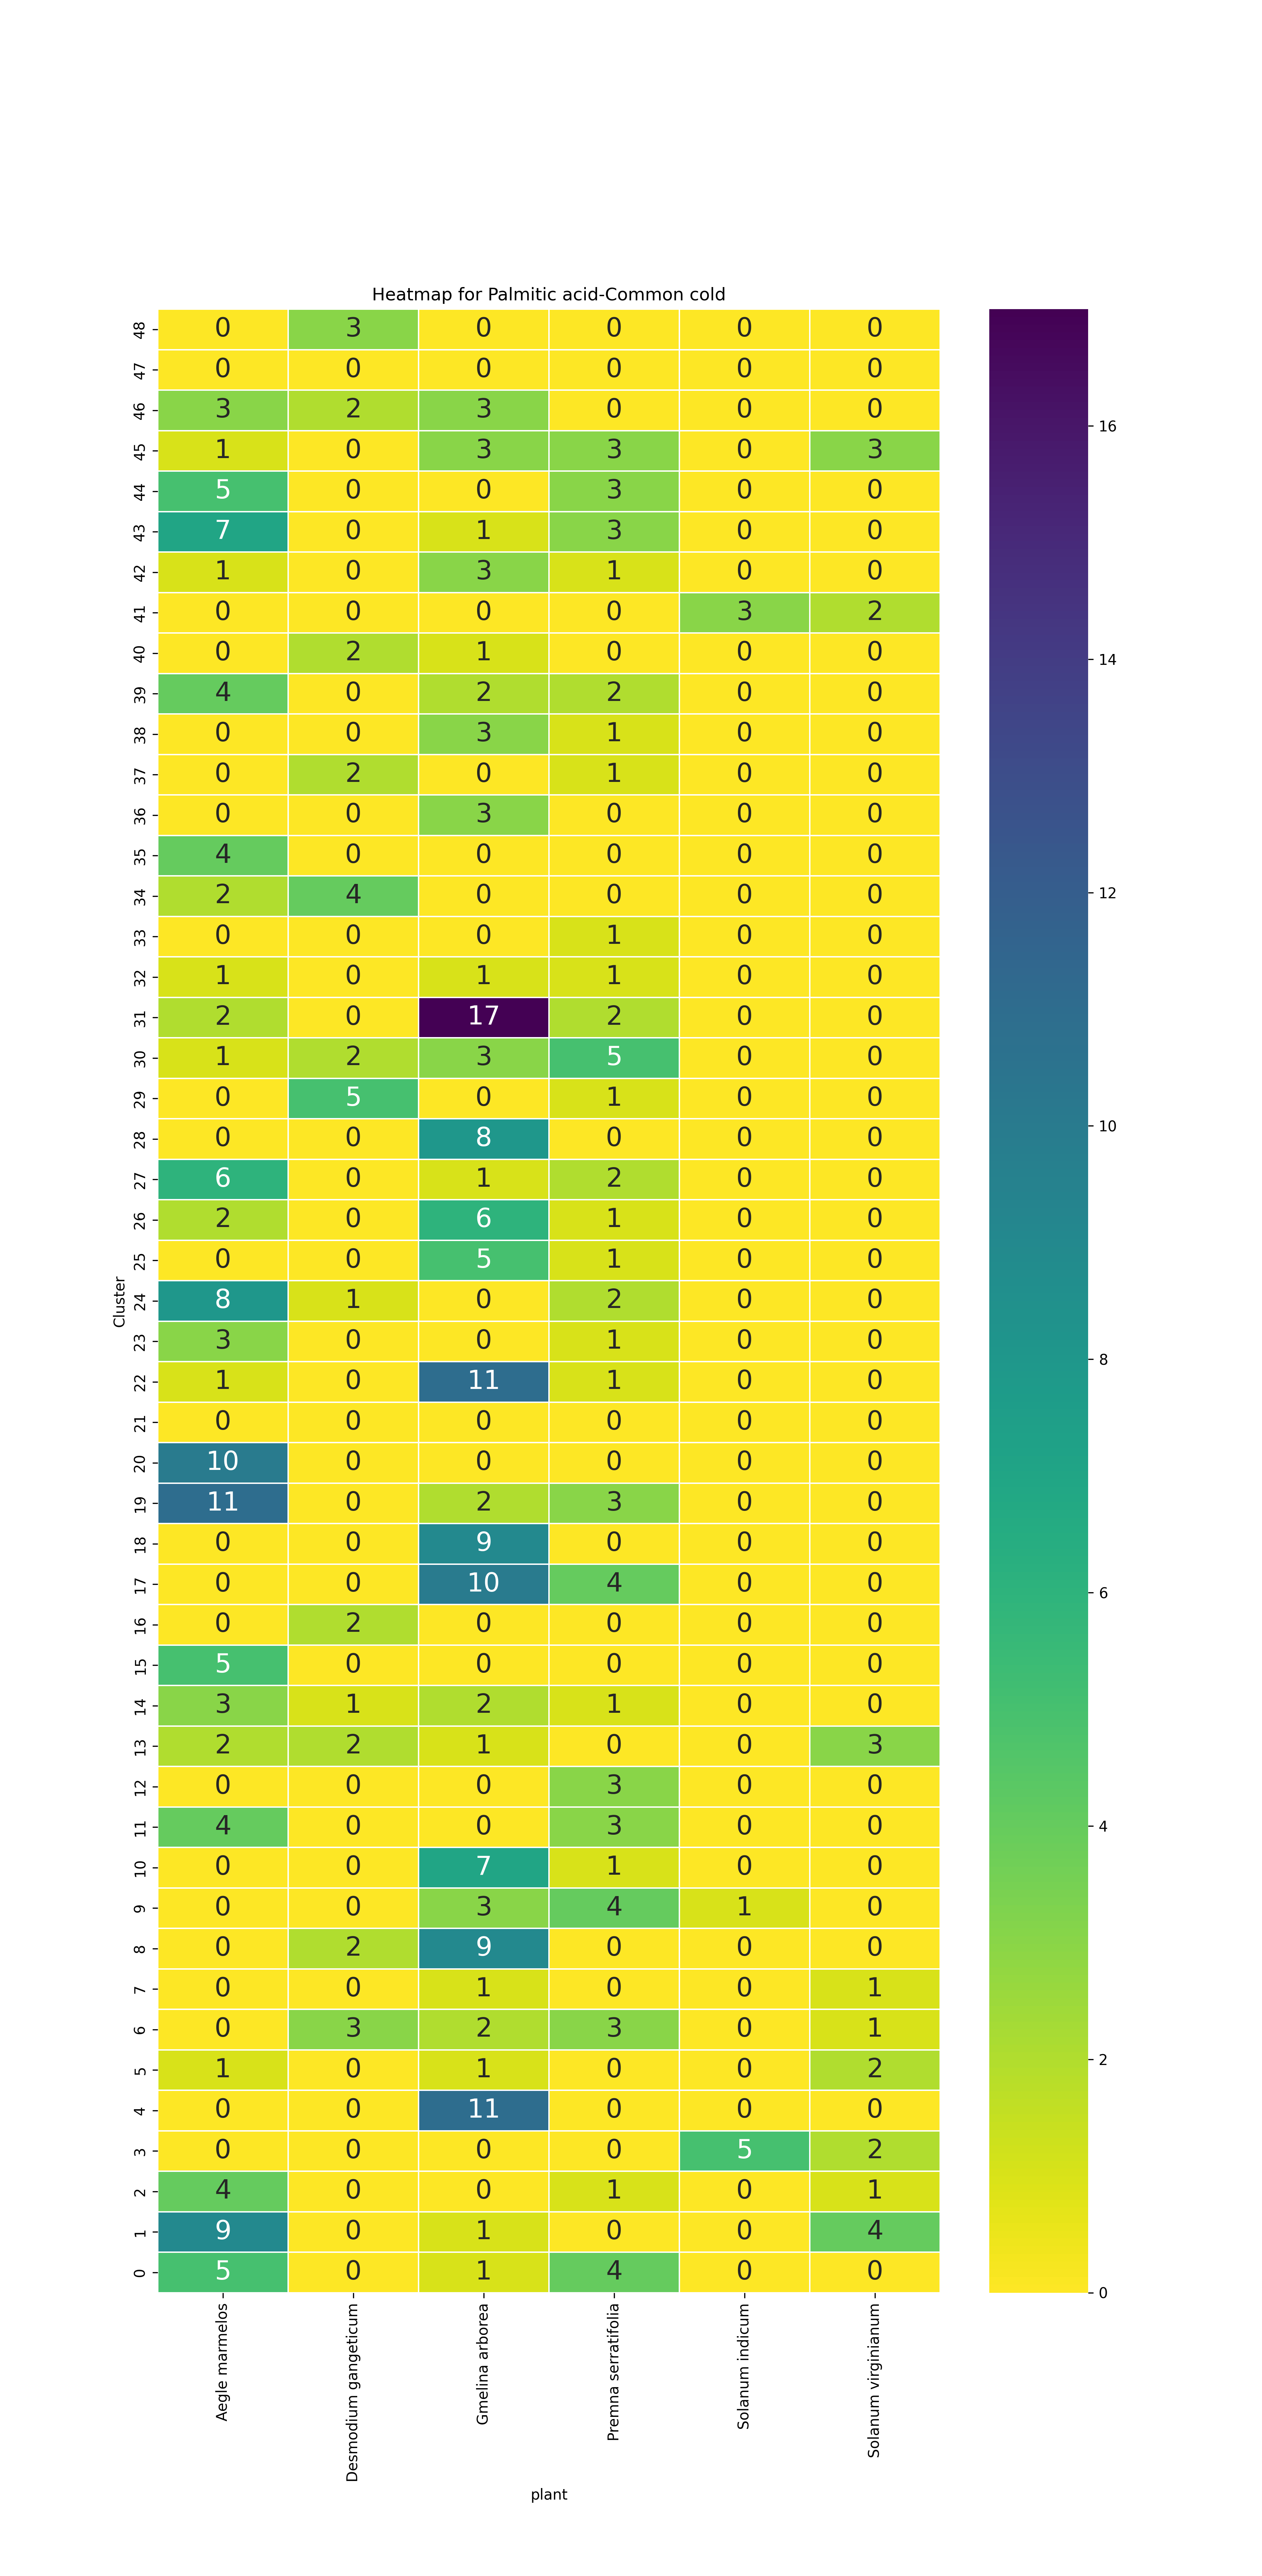 Heatmap for Palmitic acid-Common cold
48 0 3 0 0 0 0
47 0 0 0 0 0 0
46 3 2 3 0 0 0
45 1 0 3 3 0 3
44 5 0 0 3 0 0
43 7 0 1 3 0 0
42 1 0 3 1 0 0
41 0 0 0 0 3 2
40 0 2 1 0 0 0
39 4 0 2 2 0 0
38 0 0 3 1 0 0
37 0 2 0 1 0 0
36 0 0 3 0 0 0
35 4 0 0 0 0 0
34 2 4 0 0 0 0
33 0 0 0 1 0 0
32 1 0 1 1 0 0
31 2 0 17 2 0 0
30 1 2 3 5 0 0
29 0 5 0 1 0 0
28 0 0 8 0 0 0
27 6 0 1 2 0 0
26 2 0 6 1 0 0
25 0 0 5 1 0 0
24 8 1 0 2 0 0
23 3 0 0 1 0 0
22 1 0 11 1 0 0
21 0 0 0 0 0 0
20 10 0 0 0 0 0
19 11 0 2 3 0 0
18 0 0 9 0 0 0
17 0 0 10 4 0 0
16 0 2 0 0 0 0
15 5 0 0 0 0 0
14 3 1 2 1 0 0
13 2 2 1 0 0 3
12 0 0 0 3 0 0
11 4 0 0 3 0 0
10 0 0 7 1 0 0
9 0 0 3 4 1 0
8 0 2 9 0 0 0
7 0 0 1 0 0 1
6 0 3 2 3 0 1
5 1 0 1 0 0 2
4 0 0 11 0 0 0
3 0 0 0 0 5 2
2 4 0 0 1 0 1
1 9 0 1 0 0 4
0 5 0 1 4 0 0
Cluster
Aegle marmelos
Desmodium gangeticum
Gmelina arborea
Premna serratifolia
Solanum indicum
Solanum virginianum
plant
16
14
12
10
8
6
4
2
0